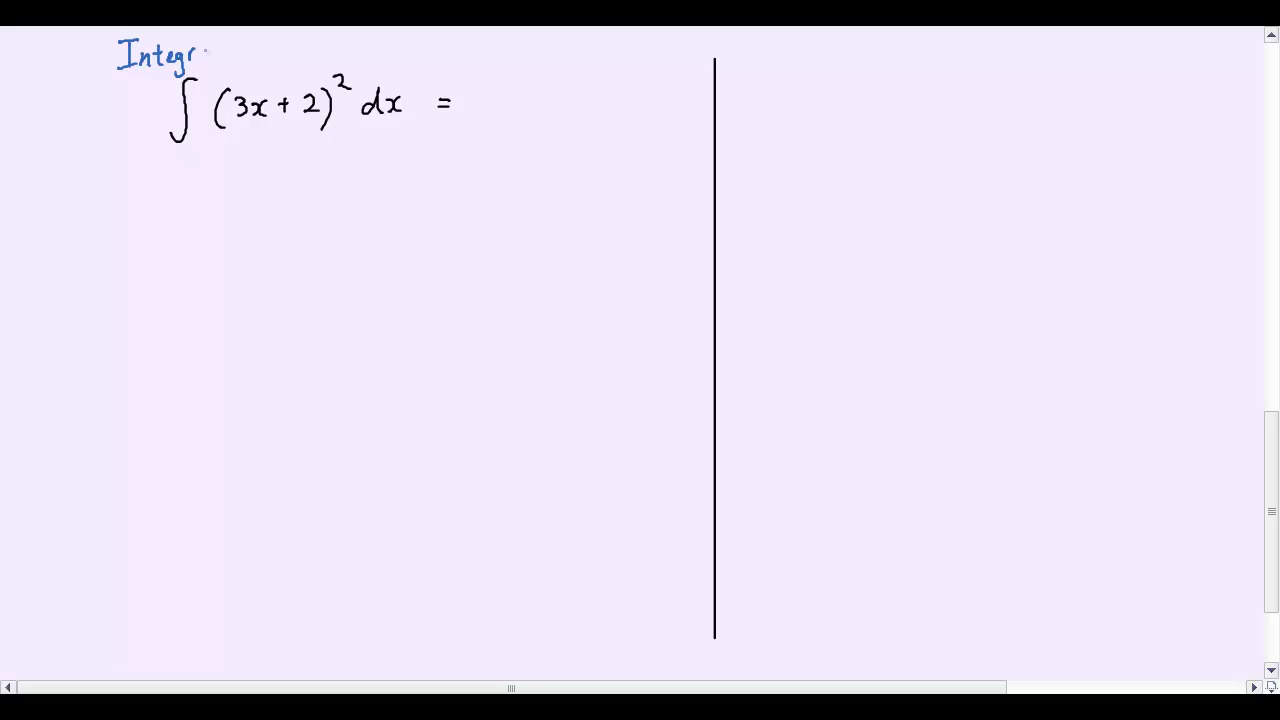 Integr
∫ (3x + 2)² dx =